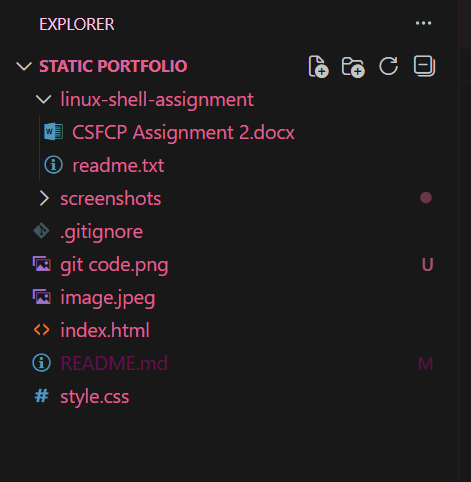 EXPLORER
STATIC PORTFOLIO
linux-shell-assignment
CSFCP Assignment 2.docx
readme.txt
screenshots
.gitignore
git code.png U
image.jpeg
index.html
README.md M
style.css